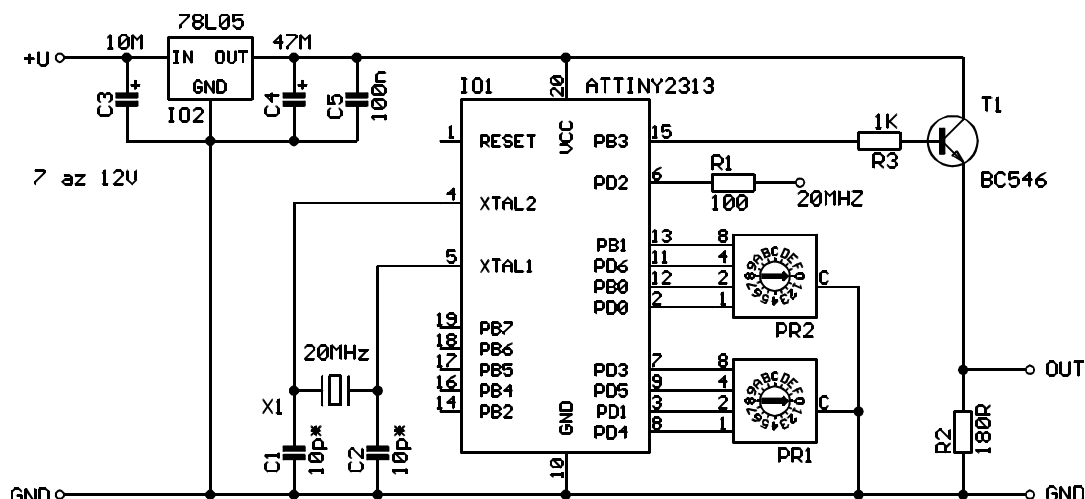 78L05
10M
47M
+U
IN OUT
GND
C3
+
IO2
C4
+
C5
100n
7 az 12V
IO1
ATTINY2313
20
VCC
1
RESET
4
XTAL2
5
XTAL1
19
PB7
18
PB6
17
PB5
16
PB4
14
PB2
GND
10
PB3
15
PD2
6
PB1
13
PD6
11
PB0
12
PD0
2
PD3
7
PD5
9
PD1
3
PD4
8
R1
100
20MHZ
1K
R3
T1
BC546
8
4
2
1
0123456789ABCDEF
C
PR2
8
4
2
1
0123456789ABCDEF
C
PR1
20MHz
X1
C1
10p*
C2
10p*
OUT
R2
180R
GND
GND